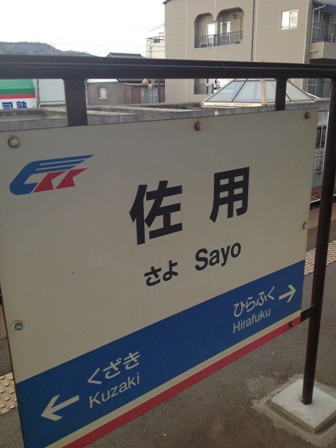 佐用
さよ Sayo
ひらふく →
Hirafuku
← くざき
Kuzaki